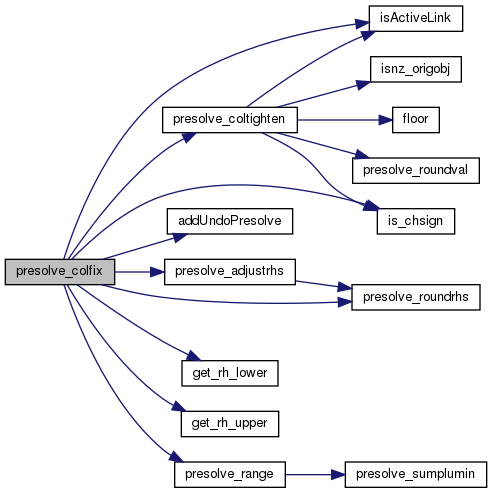 isActiveLink
isnz_origobj
presolve_coltighten
floor
presolve_roundval
addUndoPresolve
is_chsign
presolve_colfix
presolve_adjustrhs
presolve_roundrhs
get_rh_lower
get_rh_upper
presolve_range
presolve_sumplumin